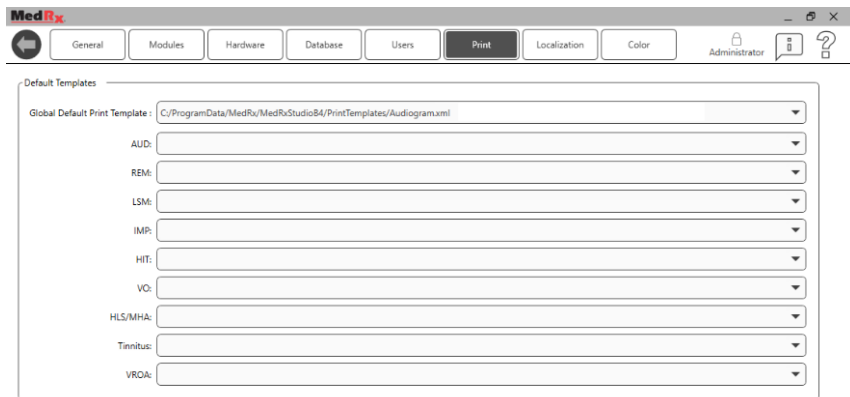 MedRx
General Modules Hardware Database Users Print Localization Color Administrator i ?
Default Templates
Global Default Print Template : C:/ProgramData/MedRx/MedRxStudio84/PrintTemplates/Audiogram.xml
AUD:
REM:
LSM:
IMP:
HIT:
VO:
HLS/MHA:
Tinnitus:
VROA: